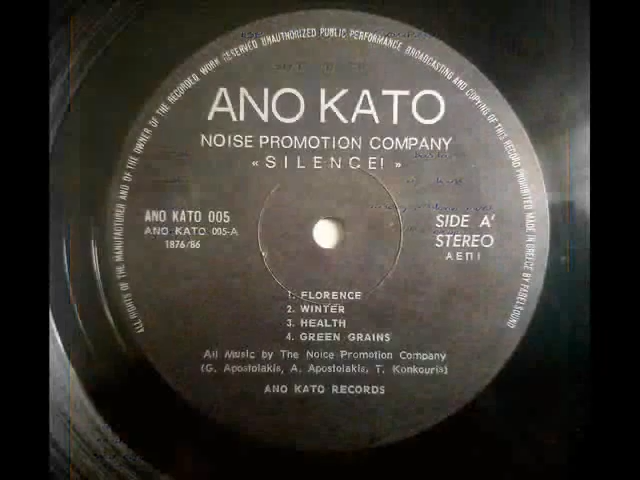 ALL RIGHTS OF THE MANUFACTURER AND OF THE OWNER OF THE RECORDED WORK RESERVED UNAUTHORIZED PUBLIC PERFORMANCE BROADCASTING AND COPYING OF THIS RECORD PROHIBITED MADE IN GREECE BY FABELSOUND
ANO KATO
NOISE PROMOTION COMPANY
« SILENCE! »
ANO KATO 005
ANO KATO 005-A
1876/86
SIDE A'
STEREO
ΑΕΠΙ
1. FLORENCE
2. WINTER
3. HEALTH
4. GREEN GRAINS
All Music by The Noice Promotion Company
(G. Apostolakis, A. Apostolakis, T. Konkouris)
ANO KATO RECORDS